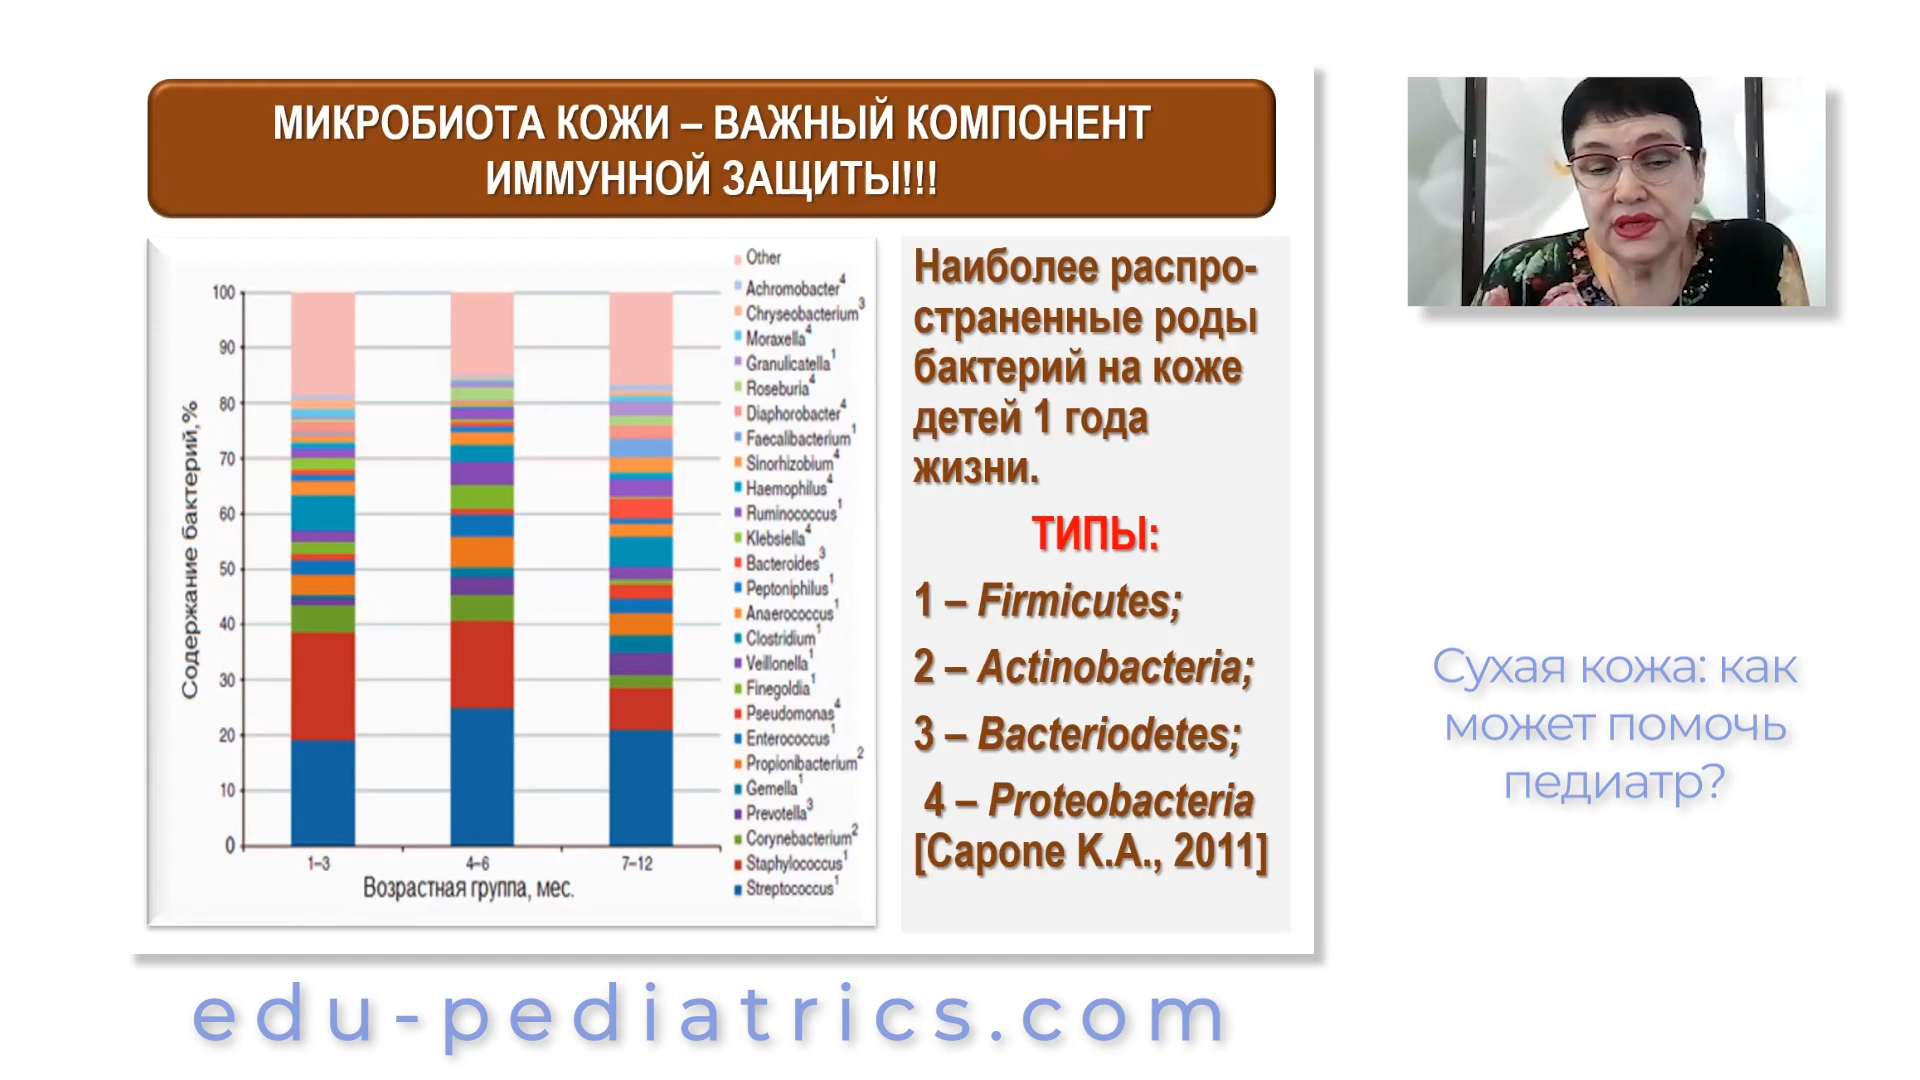 МИКРОБИОТА КОЖИ – ВАЖНЫЙ КОМПОНЕНТ
ИММУННОЙ ЗАЩИТЫ!!!
Содержание бактерий,%
100
90
80
70
60
50
40
30
20
10
0
1–3
4–6
7–12
Возрастная группа, мес.
Other
Achromobacter⁴
Chryseobacterium³
Moraxella⁴
Granulicatella¹
Roseburia⁴
Diaphorobacter⁴
Faecalibacterium¹
Sinorhizobium⁴
Haemophilus⁴
Ruminococcus¹
Klebsiella⁴
Bacteroides³
Peptoniphilus¹
Anaerococcus¹
Clostridium¹
Veillonella¹
Finegoldia¹
Pseudomonas⁴
Enterococcus¹
Propionibacterium²
Gemella¹
Prevotella³
Corynebacterium²
Staphylococcus¹
Streptococcus¹
Наиболее распро-
страненные роды
бактерий на коже
детей 1 года
жизни.
ТИПЫ:
1 – Firmicutes;
2 – Actinobacteria;
3 – Bacteriodetes;
4 – Proteobacteria
[Capone K.A., 2011]
Сухая кожа: как
может помочь
педиатр?
edu-pediatrics.com